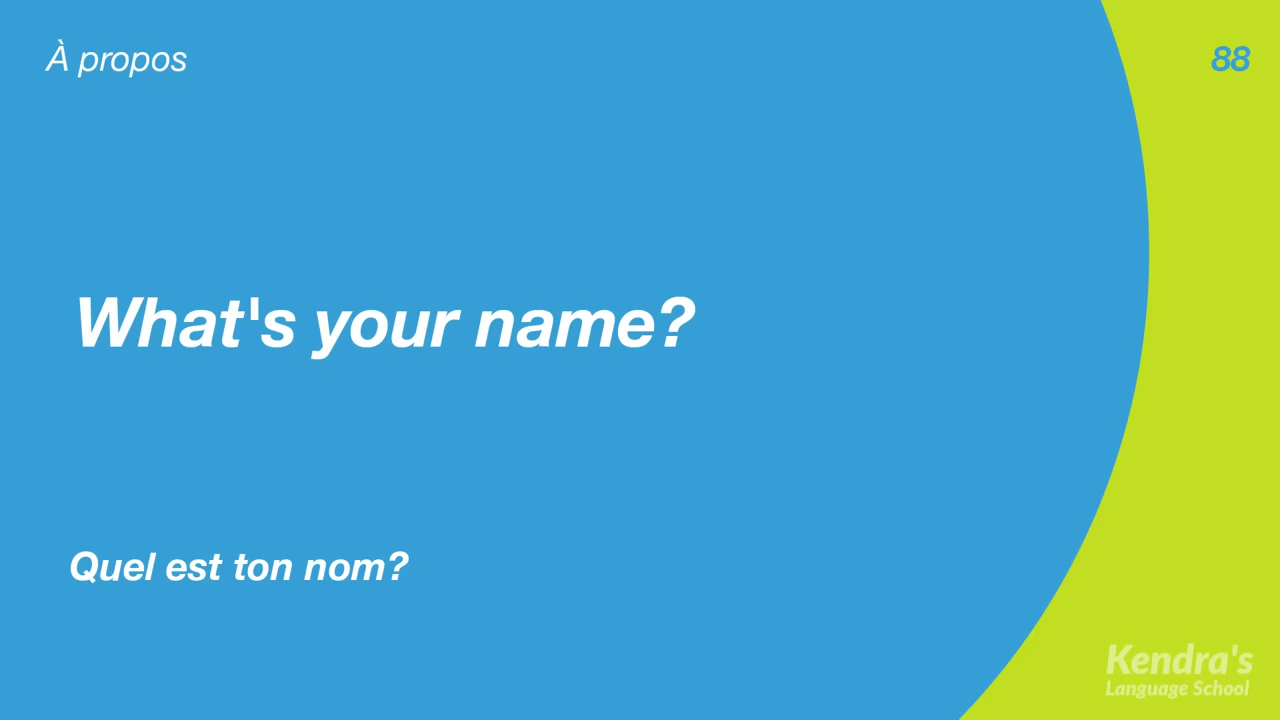 À propos
88
What's your name?
Quel est ton nom?
Kendra's
Language School